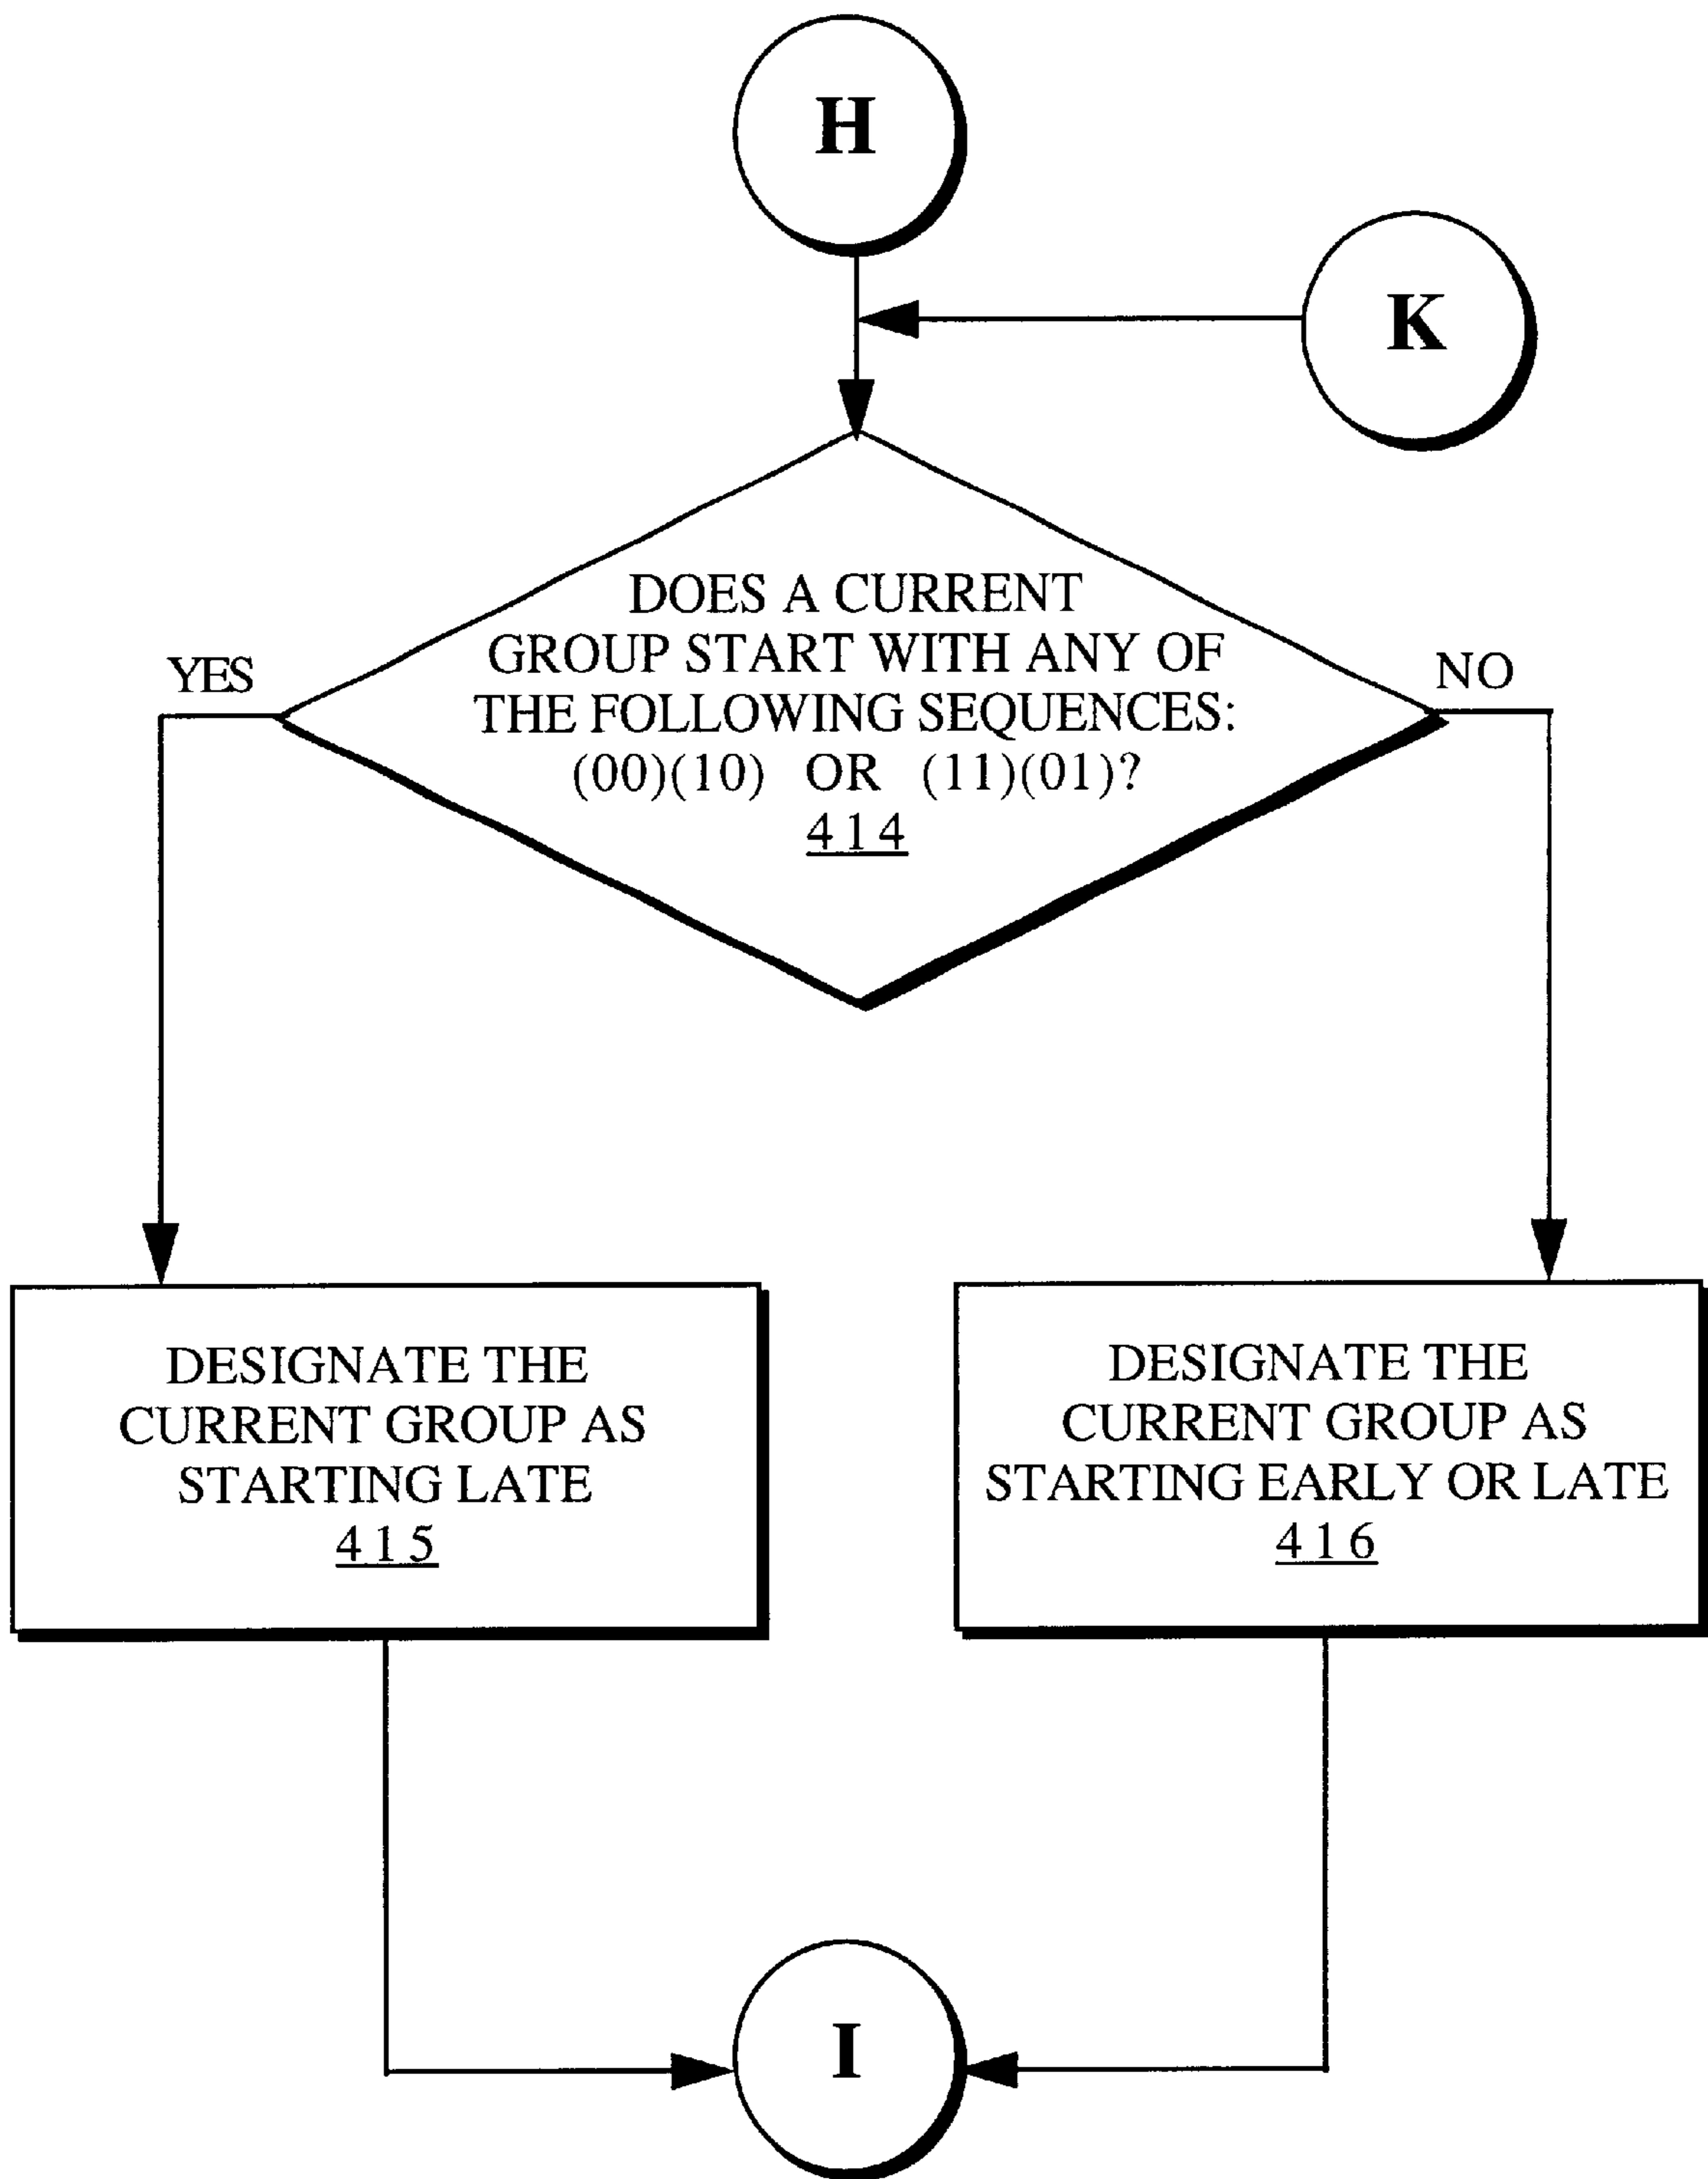 H
K
DOES A CURRENT
GROUP START WITH ANY OF
THE FOLLOWING SEQUENCES:
(00)(10) OR (11)(01)?
414
YES
NO
DESIGNATE THE
CURRENT GROUP AS
STARTING LATE
415
DESIGNATE THE
CURRENT GROUP AS
STARTING EARLY OR LATE
416
I